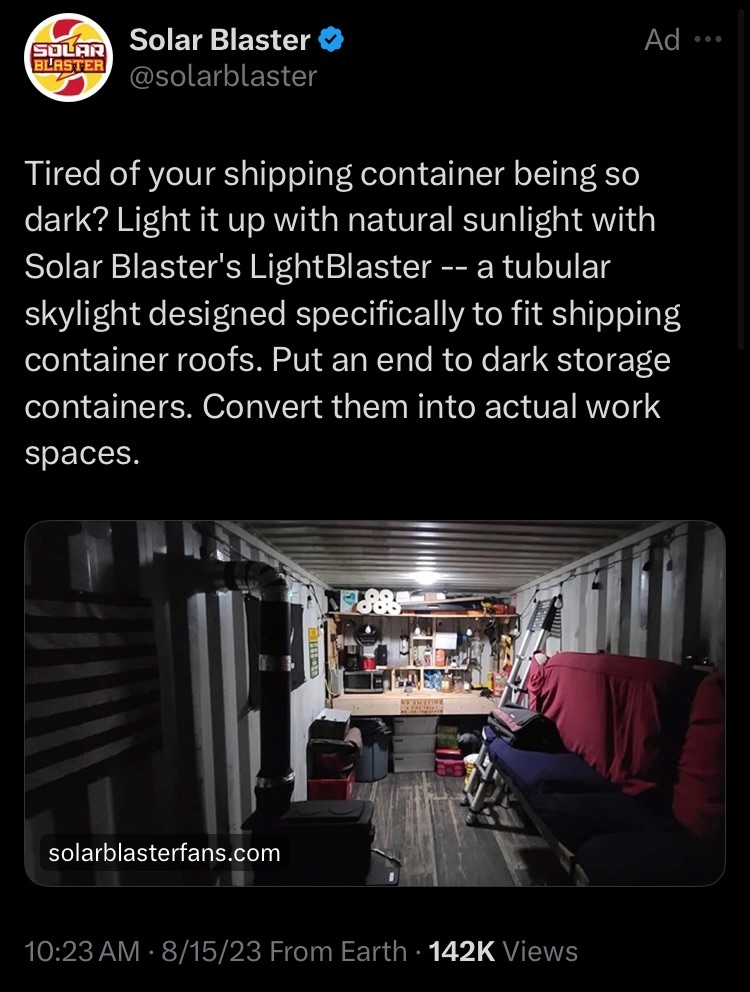 SOLAR
BLASTER
Solar Blaster
@solarblaster
Ad
Tired of your shipping container being so
dark? Light it up with natural sunlight with
Solar Blaster's LightBlaster -- a tubular
skylight designed specifically to fit shipping
container roofs. Put an end to dark storage
containers. Convert them into actual work
spaces.
NO SMOKING
solarblasterfans.com
10:23 AM · 8/15/23 From Earth · 142K Views